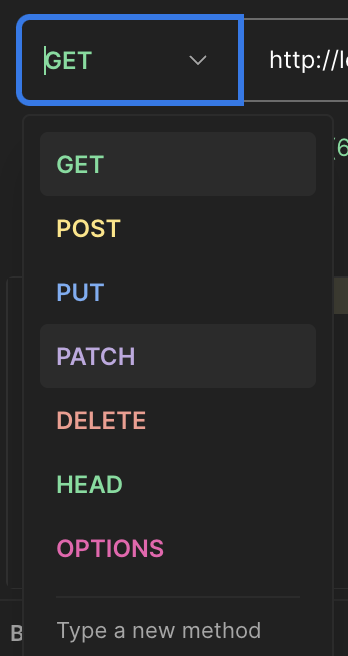 GET
http://l
GET
POST
PUT
PATCH
DELETE
HEAD
OPTIONS
Type a new method
B